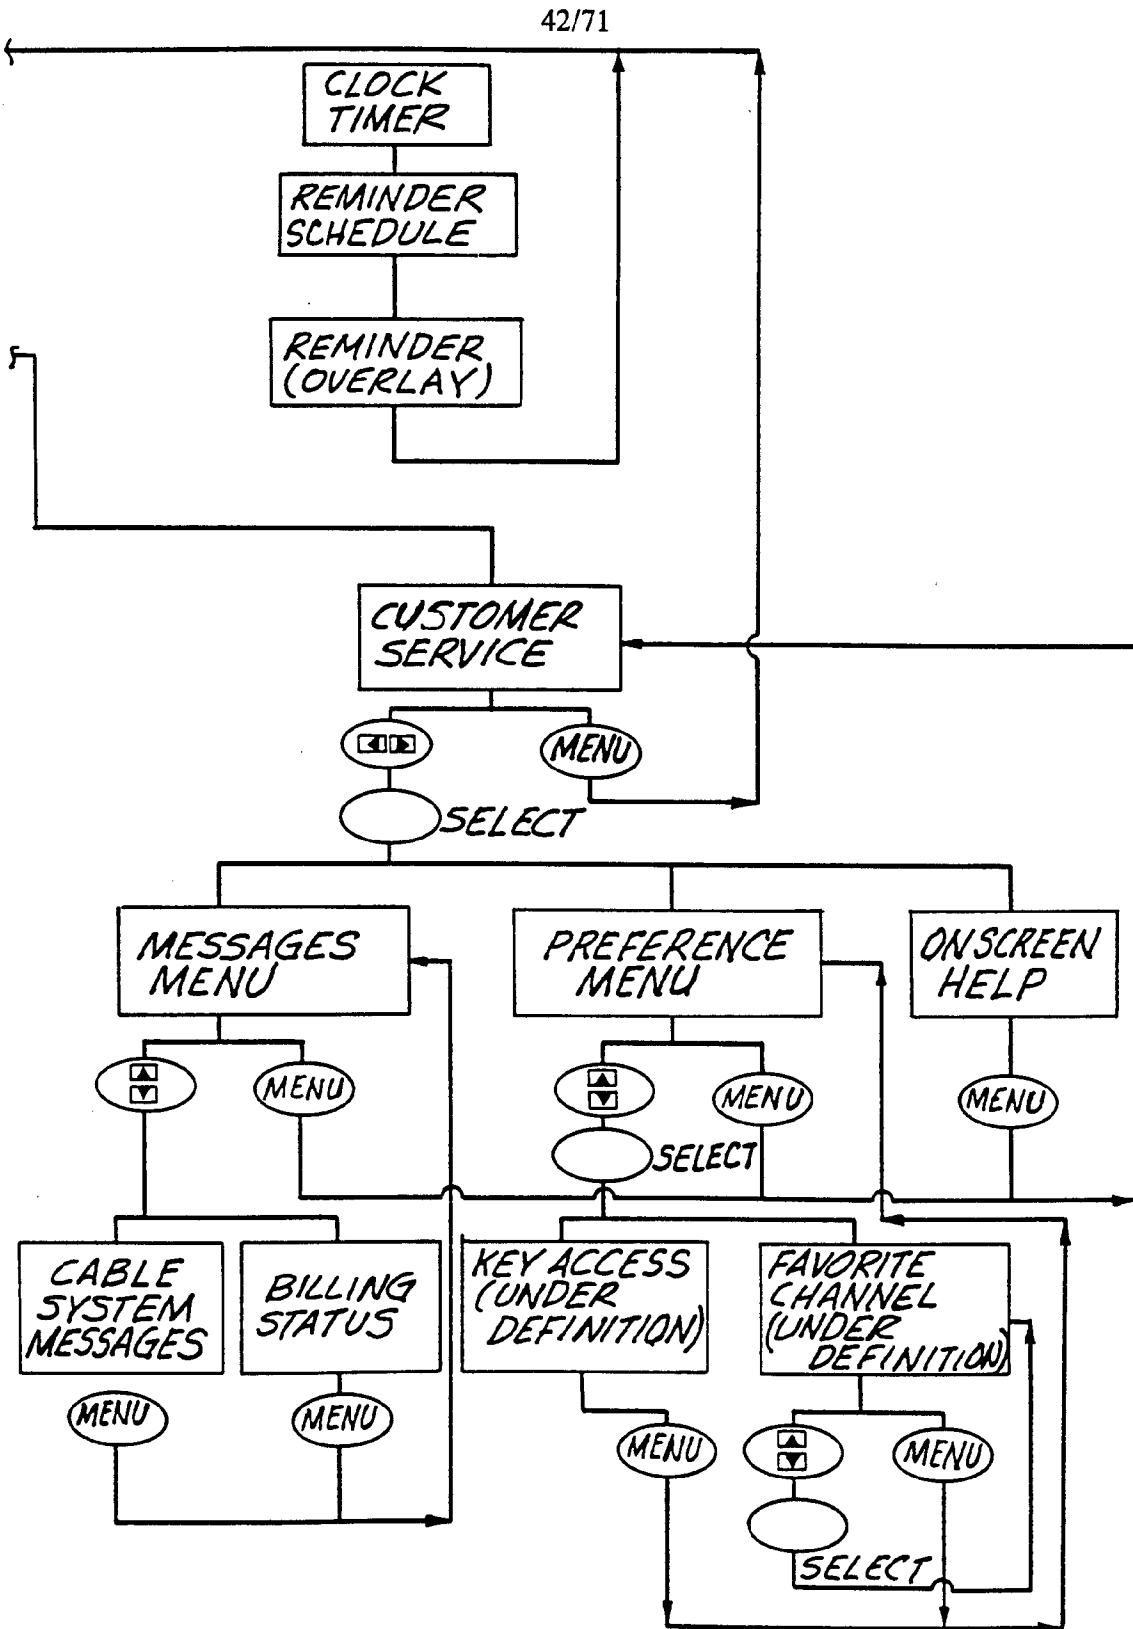 42/71
CLOCK
TIMER
REMINDER
SCHEDULE
REMINDER
(OVERLAY)
CUSTOMER
SERVICE
MENU
SELECT
MESSAGES
MENU
PREFERENCE
MENU
ON SCREEN
HELP
MENU
MENU
MENU
SELECT
CABLE
SYSTEM
MESSAGES
BILLING
STATUS
KEY ACCESS
(UNDER
DEFINITION)
FAVORITE
CHANNEL
(UNDER
DEFINITION)
MENU
MENU
MENU
MENU
SELECT